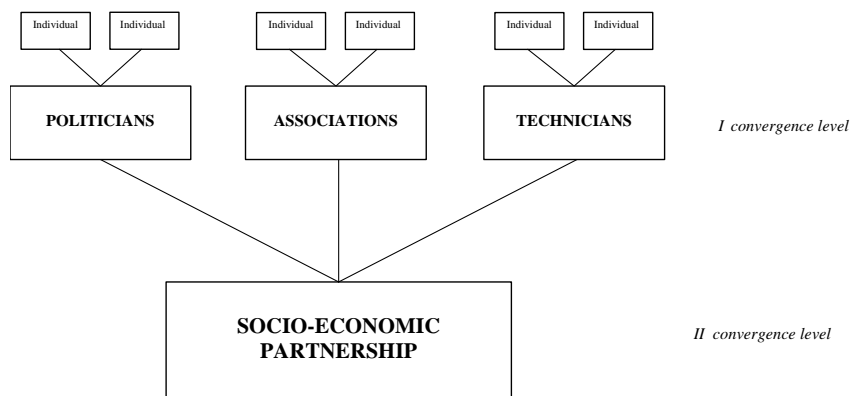 Individual
Individual
Individual
Individual
Individual
Individual
POLITICIANS
ASSOCIATIONS
TECHNICIANS
I convergence level
SOCIO-ECONOMIC
PARTNERSHIP
II convergence level